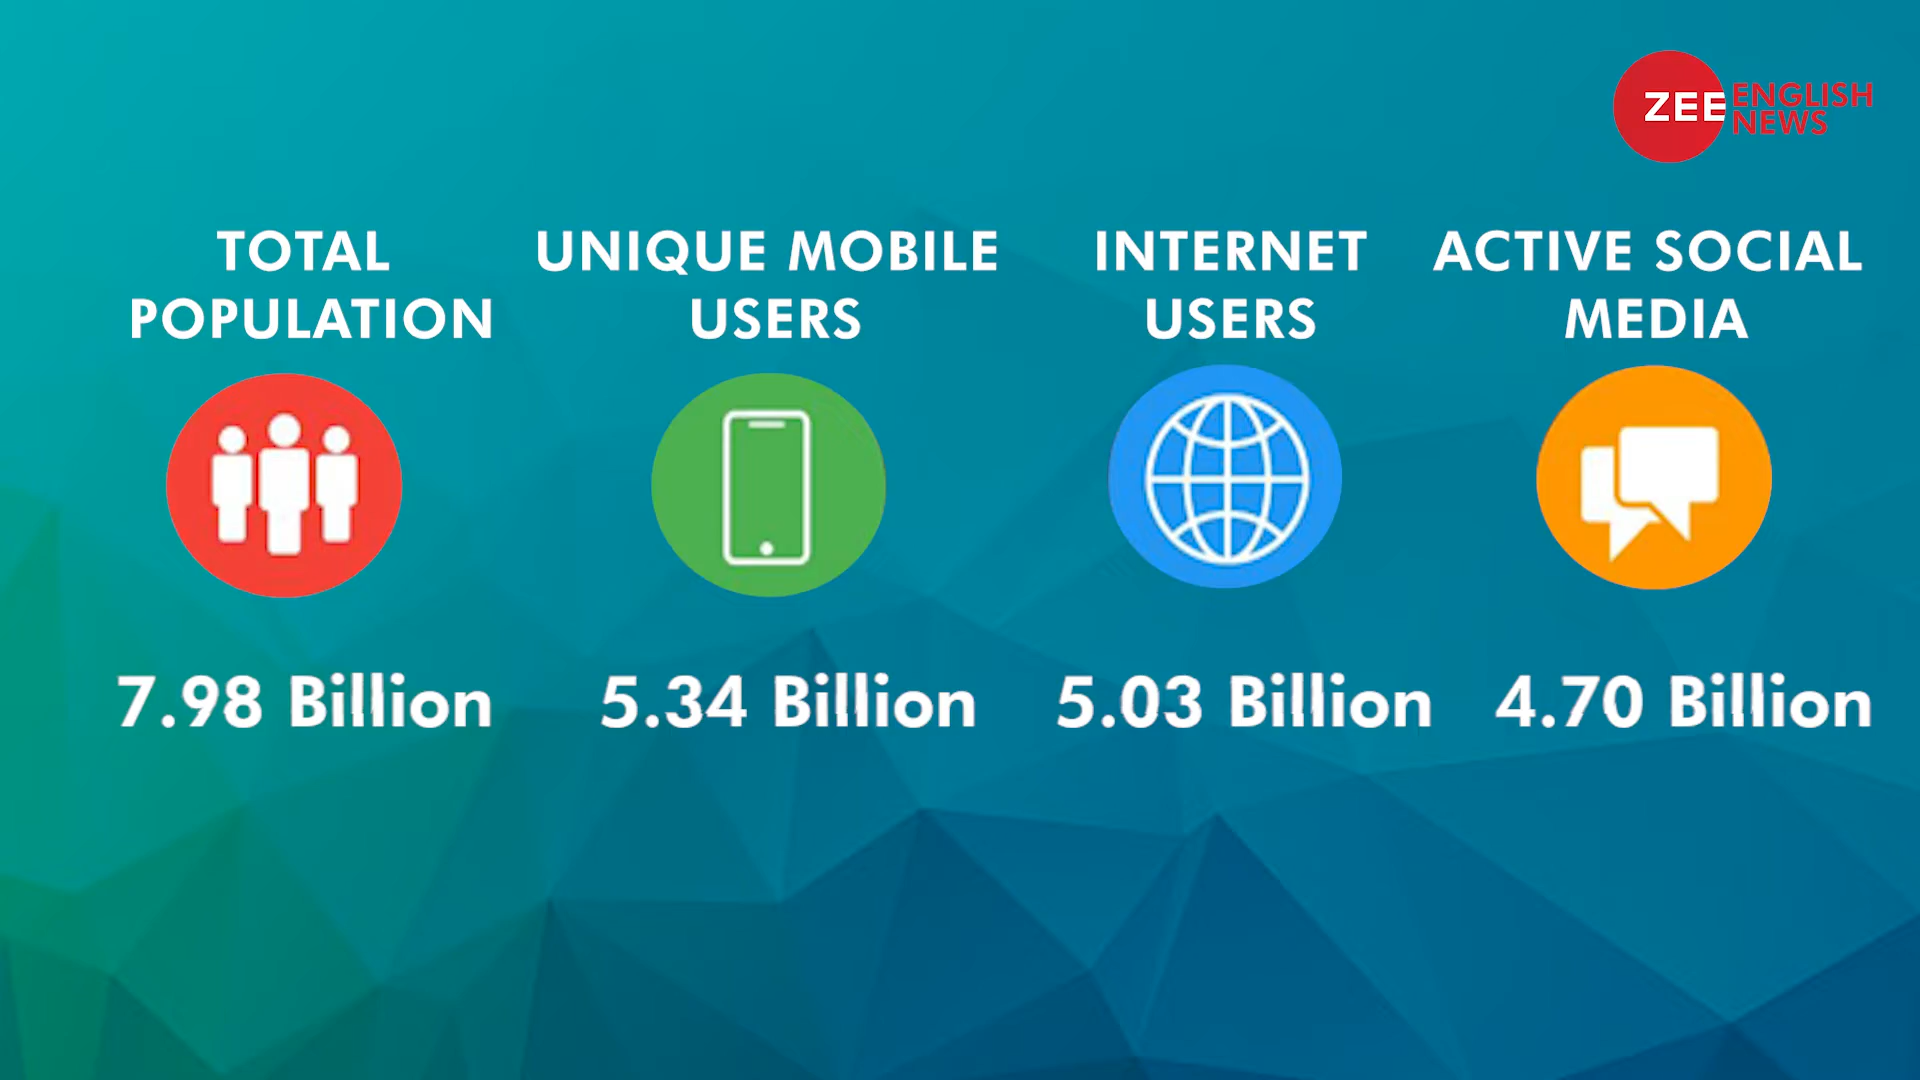 ZEE ENGLISH
NEWS
TOTAL
POPULATION
UNIQUE MOBILE
USERS
INTERNET
USERS
ACTIVE SOCIAL
MEDIA
7.98 Billion
5.34 Billion
5.03 Billion
4.70 Billion